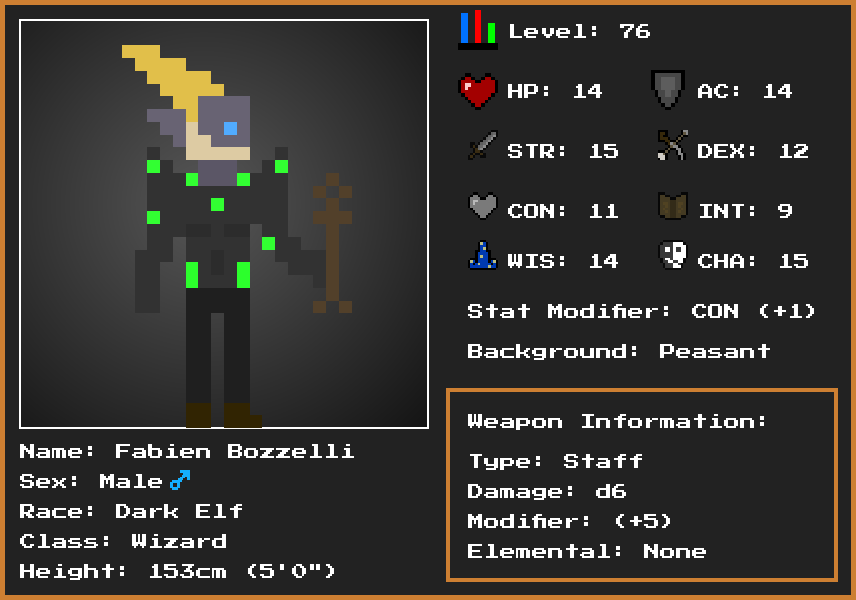 Level: 76
HP: 14
AC: 14
STR: 15
DEX: 12
CON: 11
INT: 9
WIS: 14
CHA: 15
Stat Modifier: CON (+1)
Background: Peasant
Weapon Information:
Type: Staff
Damage: d6
Modifier: (+5)
Elemental: None
Name: Fabien Bozzelli
Sex: Male ♂
Race: Dark Elf
Class: Wizard
Height: 153cm (5'0")